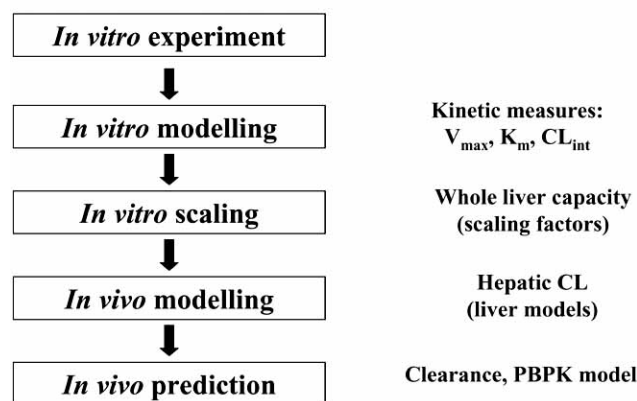 In vitro experiment
In vitro modelling
Kinetic measures:
Vmax, Km, CLint
In vitro scaling
Whole liver capacity
(scaling factors)
In vivo modelling
Hepatic CL
(liver models)
In vivo prediction
Clearance, PBPK model